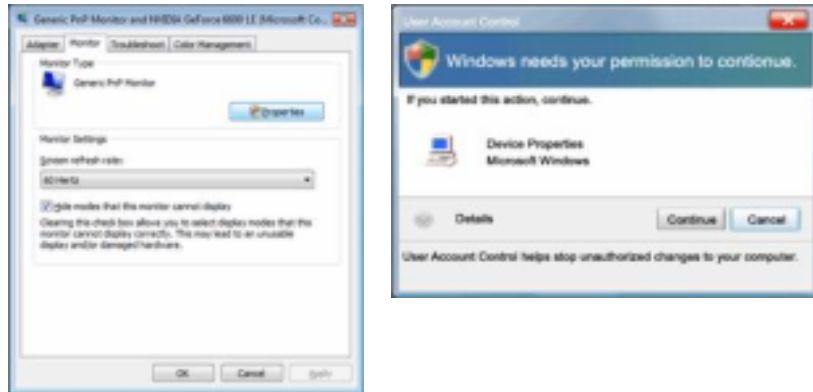 Generic PnP Monitor and NVIDIA GeForce 6600 LE (Microsoft Co...
Adapter Monitor Troubleshoot Color Management
Monitor Type
Generic PnP Monitor
Properties
Monitor Settings
Screen refresh rate:
60 Hertz
Hide modes that this monitor cannot display
Clearing this check box allows you to select display modes that this
monitor cannot display correctly. This may lead to an unusable
display and/or damaged hardware.
OK Cancel Apply
User Account Control
Windows needs your permission to contionue.
If you started this action, continue.
Device Properties
Microsoft Windows
Details Continue Cancel
User Account Control helps stop unauthorized changes to your computer.